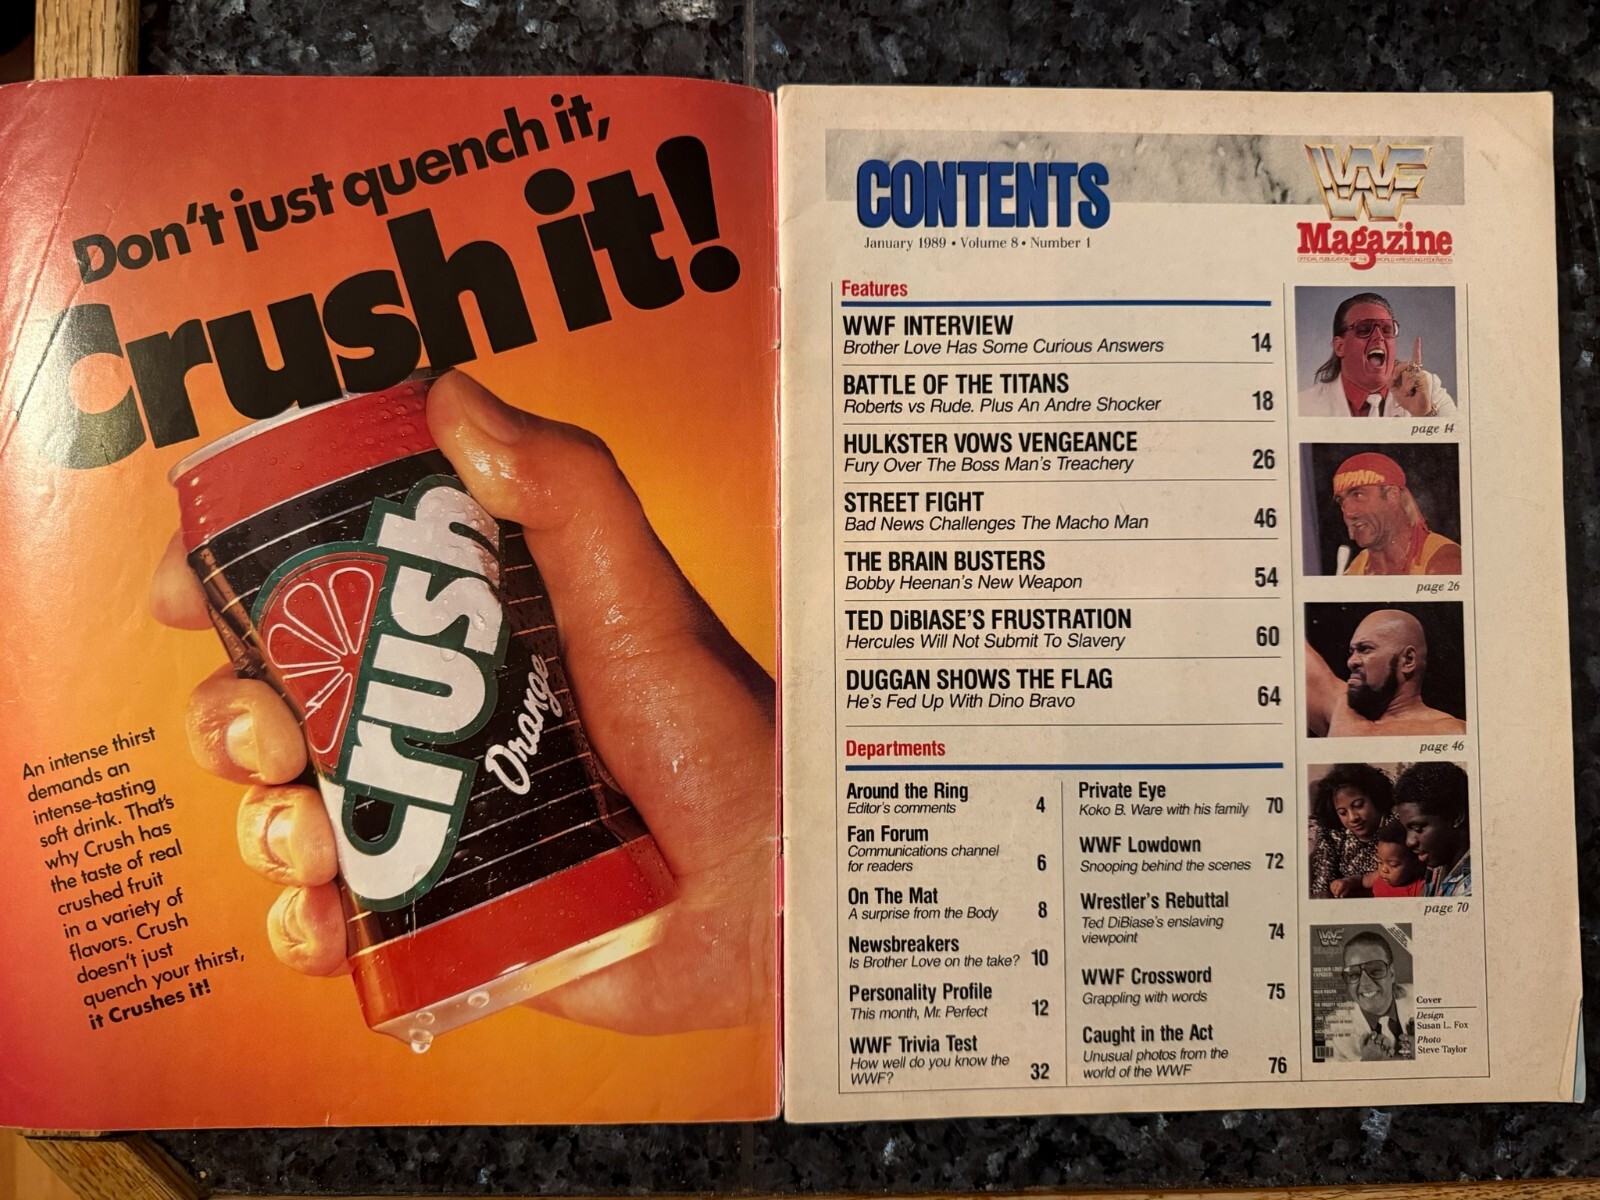 Don't just quench it,
Crush it!
Crush
Orange
An intense thirst
demands an
intense-tasting
soft drink. That's
why Crush has
the taste of real
crushed fruit
in a variety of
flavors. Crush
doesn't just
quench your thirst,
it Crushes it!
CONTENTS
January 1989 • Volume 8 • Number 1
WWF
Magazine
OFFICIAL PUBLICATION OF THE WORLD WRESTLING FEDERATION
Features
WWF INTERVIEW
Brother Love Has Some Curious Answers 14
BATTLE OF THE TITANS
Roberts vs Rude. Plus An Andre Shocker 18
HULKSTER VOWS VENGEANCE
Fury Over The Boss Man's Treachery 26
STREET FIGHT
Bad News Challenges The Macho Man 46
THE BRAIN BUSTERS
Bobby Heenan's New Weapon 54
TED DiBIASE'S FRUSTRATION
Hercules Will Not Submit To Slavery 60
DUGGAN SHOWS THE FLAG
He's Fed Up With Dino Bravo 64
Departments
Around the Ring
Editor's comments 4
Fan Forum
Communications channel
for readers 6
On The Mat
A surprise from the Body 8
Newsbreakers
Is Brother Love on the take? 10
Personality Profile
This month, Mr. Perfect 12
WWF Trivia Test
How well do you know the
WWF? 32
Private Eye
Koko B. Ware with his family 70
WWF Lowdown
Snooping behind the scenes 72
Wrestler's Rebuttal
Ted DiBiase's enslaving
viewpoint 74
WWF Crossword
Grappling with words 75
Caught in the Act
Unusual photos from the
world of the WWF 76
page 14
MANIA
page 26
page 46
page 70
Cover
Design
Susan L. Fox
Photo
Steve Taylor